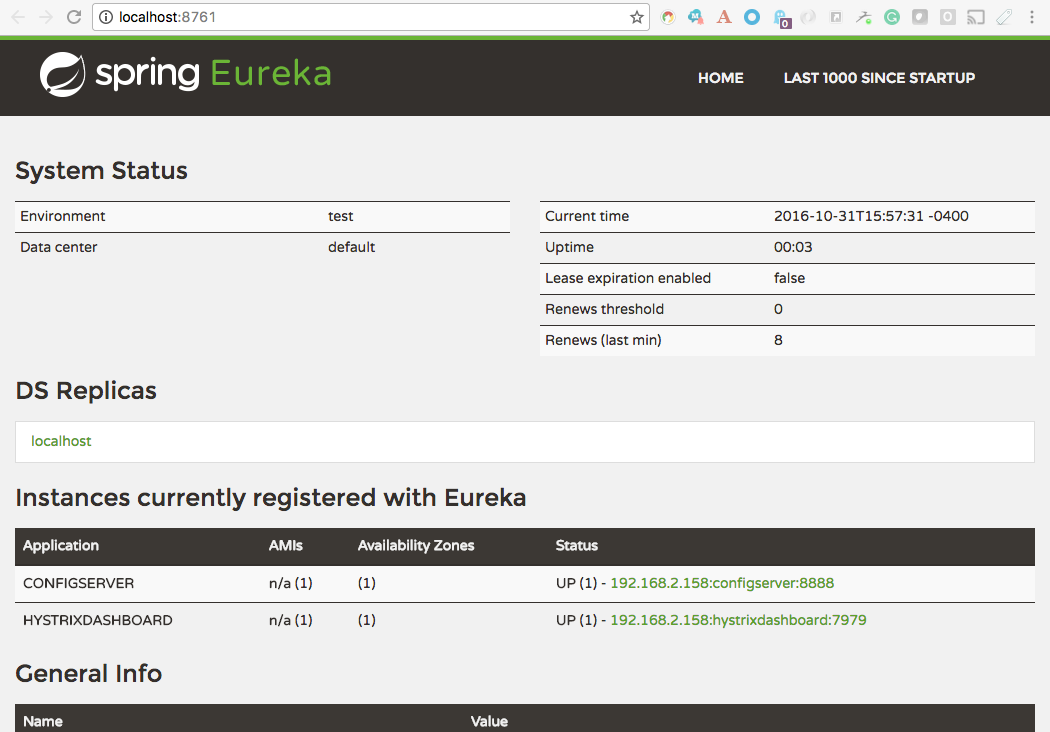 localhost:8761
0
spring Eureka
HOME LAST 1000 SINCE STARTUP
System Status
Environment test
Data center default
Current time 2016-10-31T15:57:31 -0400
Uptime 00:03
Lease expiration enabled false
Renews threshold 0
Renews (last min) 8
DS Replicas
localhost
Instances currently registered with Eureka
Application AMIs Availability Zones Status
CONFIGSERVER n/a (1) (1) UP (1) - 192.168.2.158:configserver:8888
HYSTRIXDASHBOARD n/a (1) (1) UP (1) - 192.168.2.158:hystrixdashboard:7979
General Info
Name Value